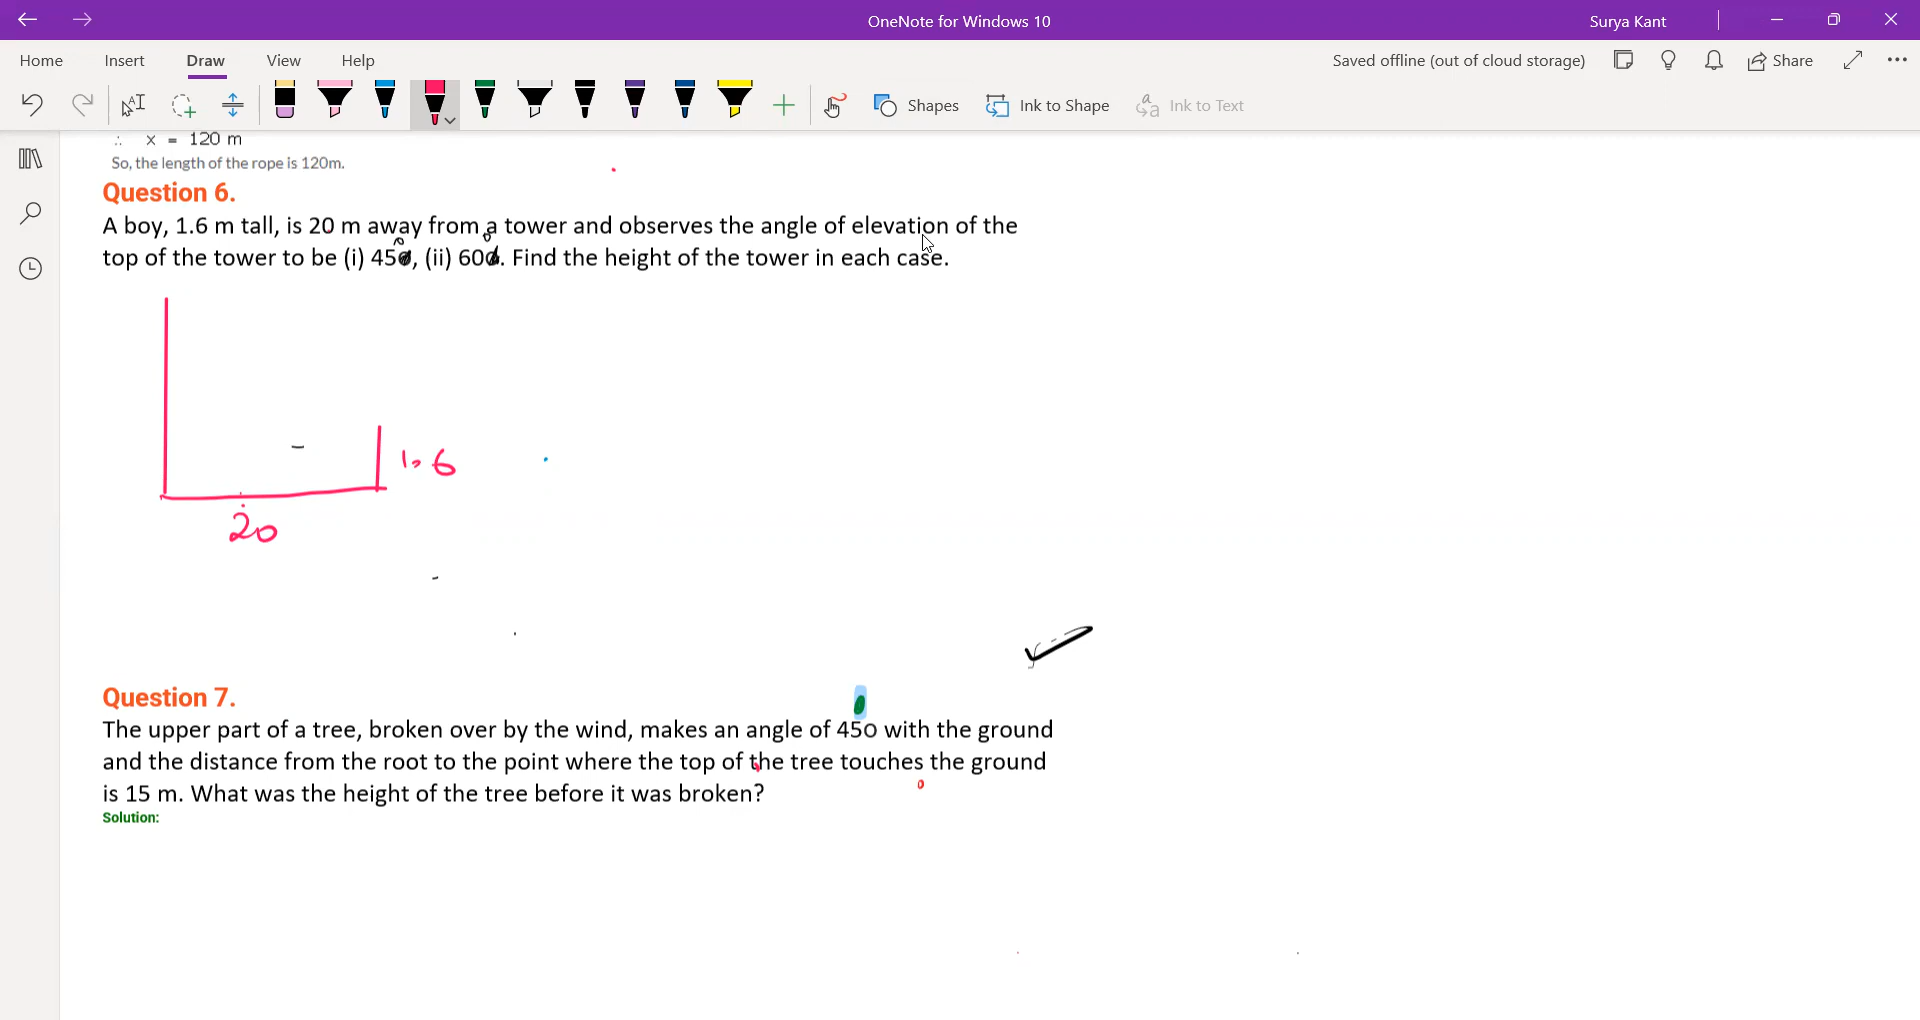 OneNote for Windows 10
Surya Kant
Home Insert Draw View Help
Saved offline (out of cloud storage)
Share
Shapes
Ink to Shape
Ink to Text
∴ x = 120 m
So, the length of the rope is 120m.
Question 6.
A boy, 1.6 m tall, is 20 m away from a tower and observes the angle of elevation of the
top of the tower to be (i) 45°, (ii) 60°. Find the height of the tower in each case.
1.6
20
Question 7.
The upper part of a tree, broken over by the wind, makes an angle of 45o with the ground
and the distance from the root to the point where the top of the tree touches the ground
is 15 m. What was the height of the tree before it was broken?
Solution: